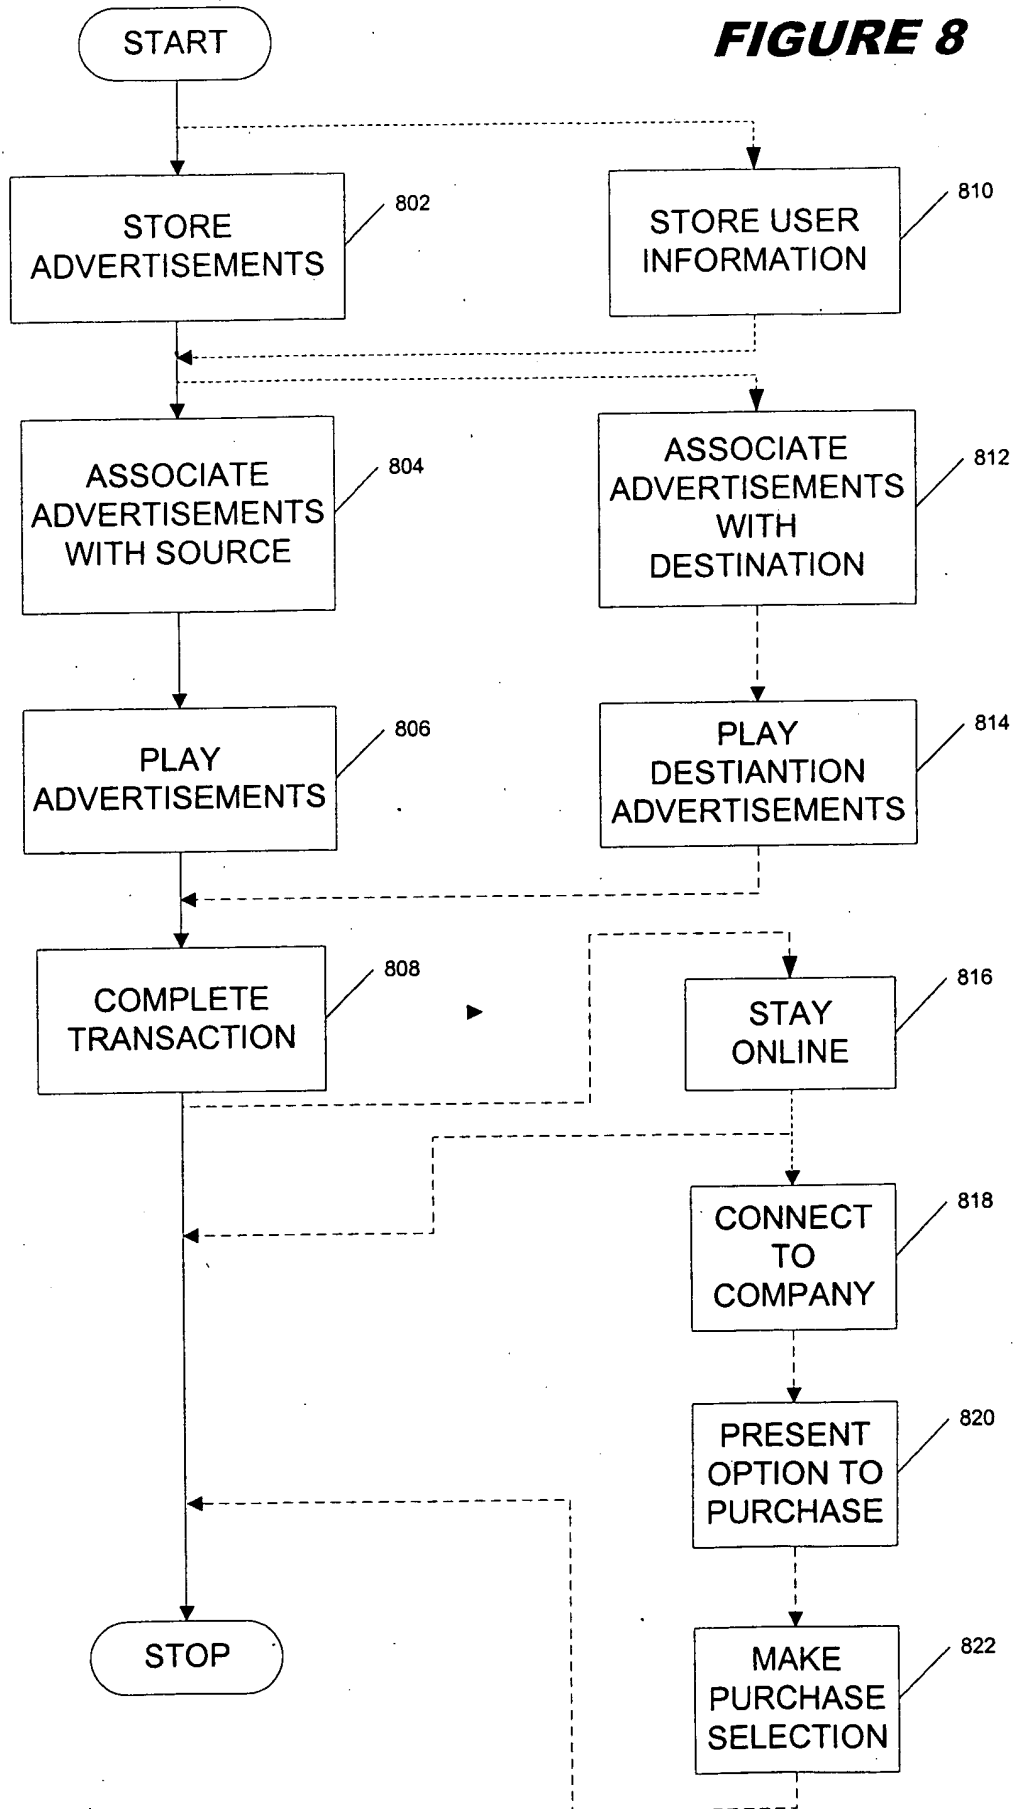 FIGURE 8
START
STORE
ADVERTISEMENTS
802
STORE USER
INFORMATION
810
ASSOCIATE
ADVERTISEMENTS
WITH SOURCE
804
ASSOCIATE
ADVERTISEMENTS
WITH
DESTINATION
812
PLAY
ADVERTISEMENTS
806
PLAY
DESTIANTION
ADVERTISEMENTS
814
COMPLETE
TRANSACTION
808
STAY
ONLINE
816
CONNECT
TO
COMPANY
818
PRESENT
OPTION TO
PURCHASE
820
STOP
MAKE
PURCHASE
SELECTION
822